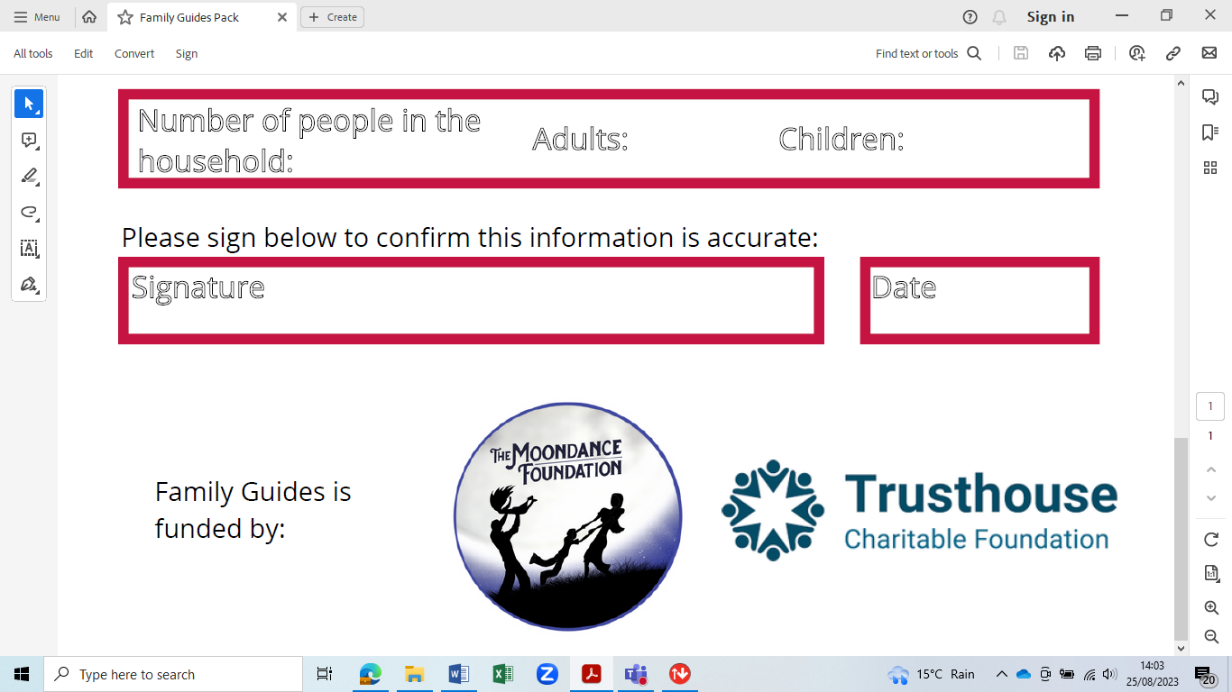 Menu
Family Guides Pack
Create
Sign in
All tools Edit Convert Sign
Find text or tools
Number of people in the
household:
Adults:
Children:
Please sign below to confirm this information is accurate:
Signature
Date
Family Guides is
funded by:
THE MOONDANCE
FOUNDATION
Trusthouse
Charitable Foundation
1
1
Type here to search
15°C Rain
14:03
25/08/2023
20